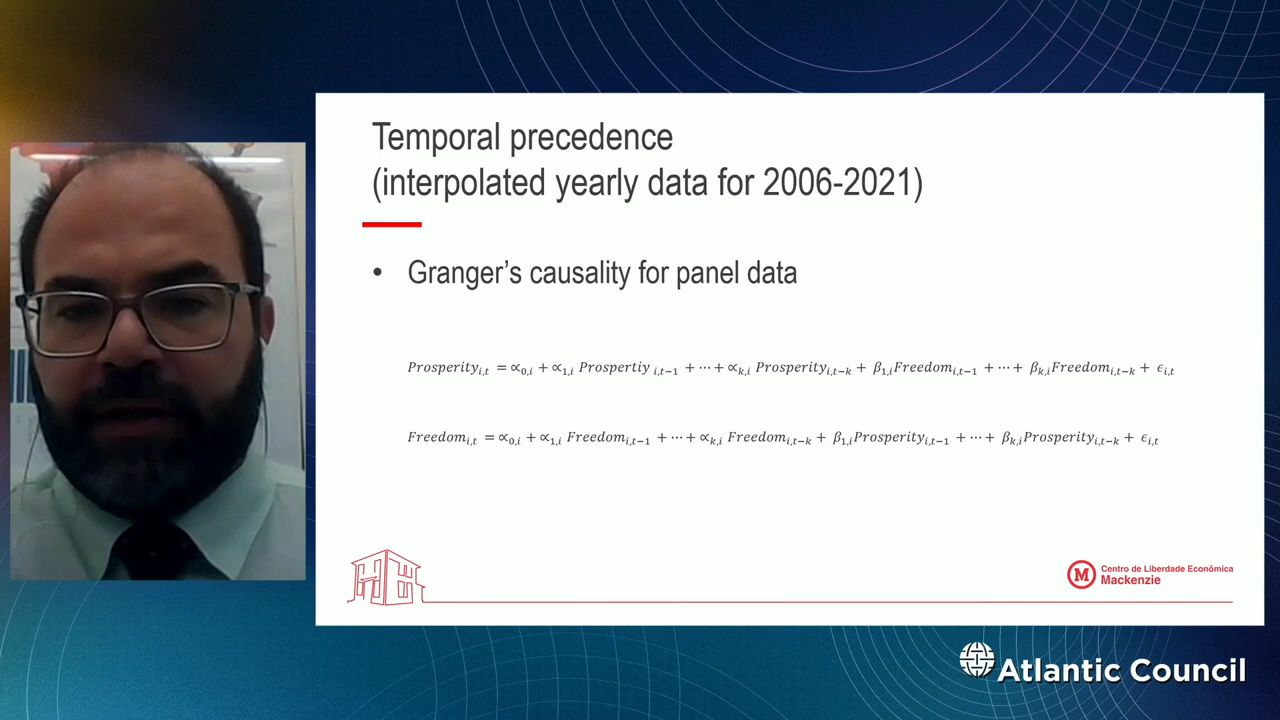 Temporal precedence
(interpolated yearly data for 2006-2021)
• Granger's causality for panel data
Prosperity_{i,t} = ∝_{0,i} + ∝_{1,i} Prospertiy_{i,t−1} + ⋯ + ∝_{k,i} Prosperity_{i,t−k} + β_{1,i}Freedom_{i,t−1} + ⋯ + β_{k,i}Freedom_{i,t−k} + ϵ_{i,t}
Freedom_{i,t} = ∝_{0,i} + ∝_{1,i} Freedom_{i,t−1} + ⋯ + ∝_{k,i} Freedom_{i,t−k} + β_{1,i}Prosperity_{i,t−1} + ⋯ + β_{k,i}Prosperity_{i,t−k} + ϵ_{i,t}
M
Centro de Liberdade Econômica
Mackenzie
Atlantic Council